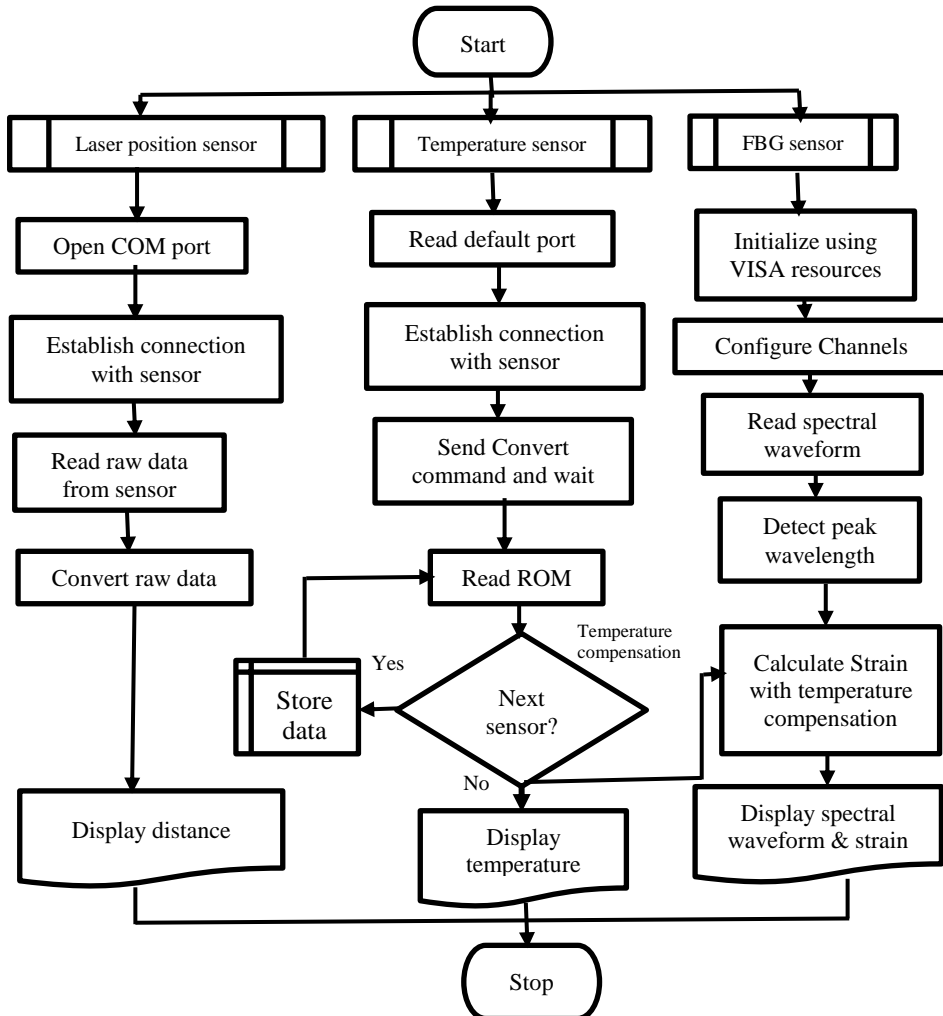 Start
Laser position sensor
Temperature sensor
FBG sensor
Open COM port
Read default port
Initialize using
VISA resources
Establish connection
with sensor
Establish connection
with sensor
Configure Channels
Read raw data
from sensor
Send Convert
command and wait
Read spectral
waveform
Convert raw data
Read ROM
Detect peak
wavelength
Temperature
compensation
Yes
Store
data
Next
sensor?
Calculate Strain
with temperature
compensation
No
Display distance
Display
temperature
Display spectral
waveform & strain
Stop